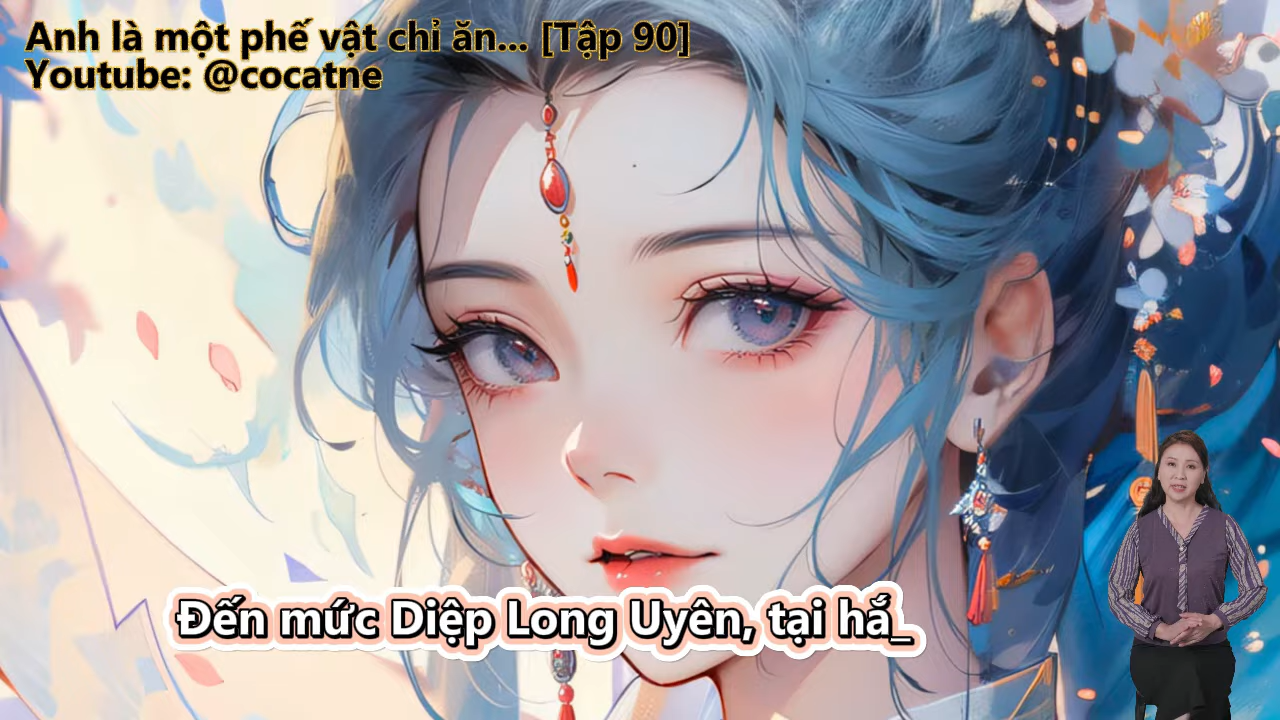 Anh là một phế vật chỉ ăn... [Tập 90]
Youtube: @cocatne
Đến mức Diệp Long Uyên, tại hắ_